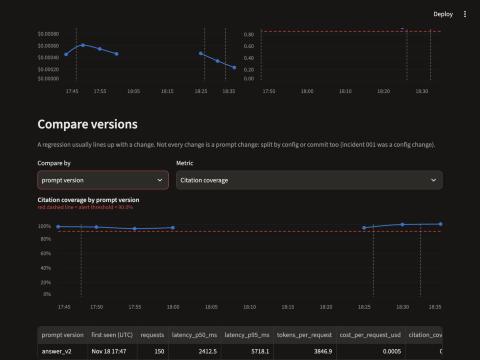 Deploy
$0.00080
$0.00060
$0.00040
$0.00020
$0.00000
17:45 17:55 18:05 18:15 18:25 18:35
0.80
0.60
0.40
0.20
0.00
17:50 18:00 18:10 18:20 18:30
Compare versions
A regression usually lines up with a change. Not every change is a prompt change: split by config or commit too (incident 001 was a config change).
Compare by
Metric
prompt version
Citation coverage
Citation coverage by prompt version
red dashed line = alert threshold = 90.0%
100%
80%
60%
40%
20%
0%
17:45 17:50 17:55 18:00 18:05 18:10 18:15 18:20 18:25 18:30 18:35
prompt version first seen (UTC) requests latency_p50_ms latency_p95_ms tokens_per_request cost_per_request_usd citation_cov
answer_v2 Nov 18 17:47 150 2412.5 5718.1 3846.9 0.0005